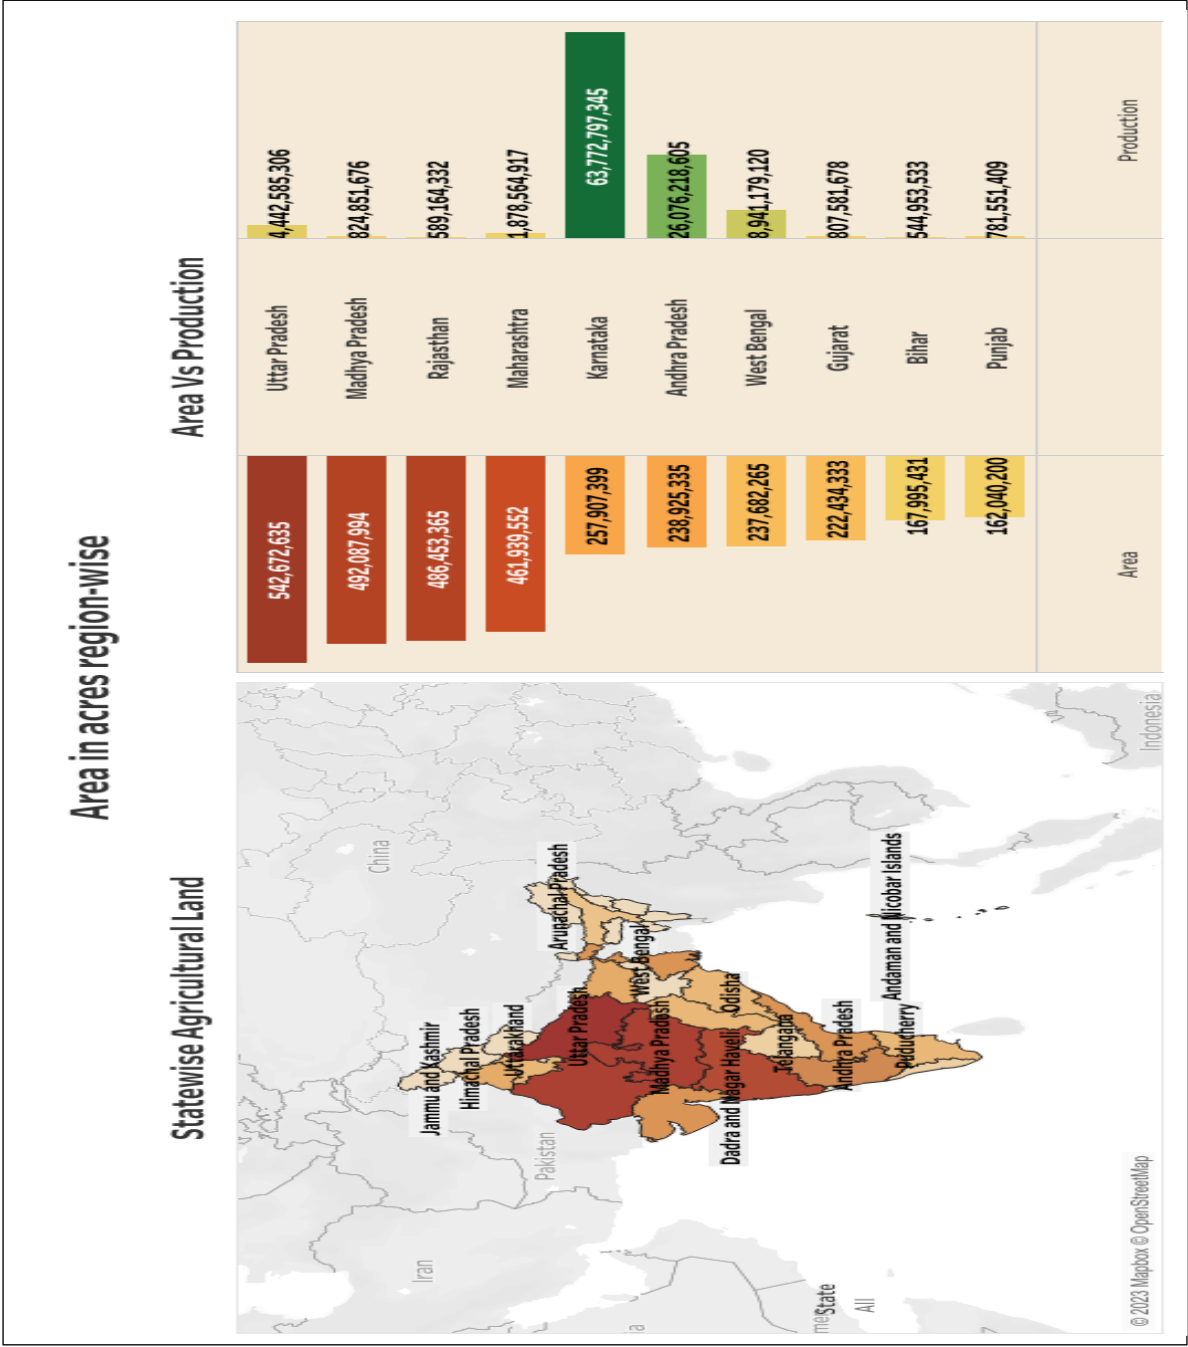 Area in acres region-wise
Statewise Agricultural Land
Area Vs Production
China
Iran
Pakistan
Indonesia
Jammu and Kashmir
Himachal Pradesh
Uttarakhand
Arunachal Pradesh
Uttar Pradesh
West Bengal
Madhya Pradesh
Odisha
Dadra and Nagar Haveli
Telangana
Andhra Pradesh
Puducherry
Andaman and Nicobar Islands
State
All
© 2023 Mapbox © OpenStreetMap
542,672,635 Uttar Pradesh 4,442,585,306
492,087,994 Madhya Pradesh 824,851,676
486,453,365 Rajasthan 589,164,332
461,939,552 Maharashtra 1,878,564,917
257,907,399 Karnataka 63,772,797,345
238,925,335 Andhra Pradesh 26,076,218,605
237,682,265 West Bengal 8,941,179,120
222,434,333 Gujarat 807,581,678
167,995,431 Bihar 544,953,533
162,040,200 Punjab 781,551,409
Area Production